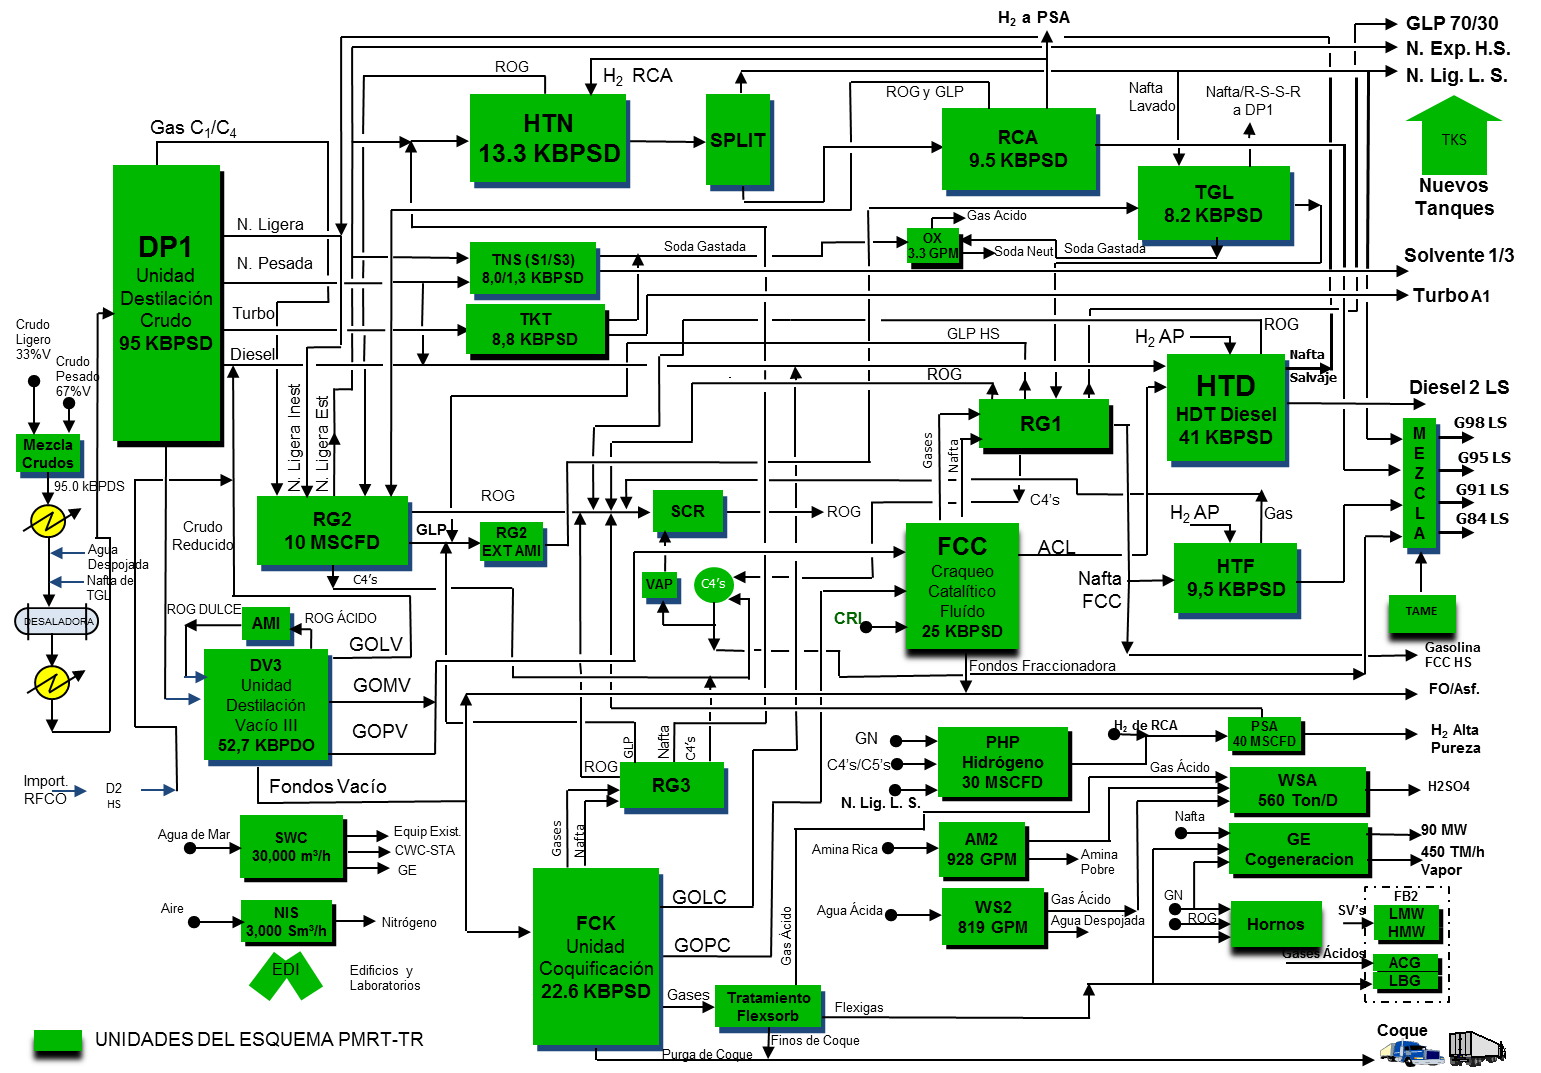 H2 a PSA
GLP 70/30
N. Exp. H.S.
N. Lig. L. S.
TKS
Nuevos
Tanques
ROG
H2 RCA
ROG y GLP
Nafta
Lavado
Nafta/R-S-S-R
a DP1
Gas C1/C4
HTN
13.3 KBPSD
SPLIT
RCA
9.5 KBPSD
TGL
8.2 KBPSD
DP1
Unidad
Destilación
Crudo
95 KBPSD
N. Ligera
N. Pesada
Turbo
Diesel
TNS (S1/S3)
8,0/1,3 KBPSD
TKT
8,8 KBPSD
Soda Gastada
OX
3.3 GPM
Gas Acido
Soda Neut
Soda Gastada
Solvente 1/3
Turbo A1
Crudo
Ligero
33%V
Crudo
Pesado
67%V
Mezcla
Crudos
95.0 kBPDS
Agua
Despojada
Nafta de
TGL
DESALADORA
GLP HS
ROG
H2 AP
ROG
Nafta
Salvaje
HTD
HDT Diesel
41 KBPSD
Diesel 2 LS
RG1
Gases
Nafta
C4's
MEZCLA
G98 LS
G95 LS
G91 LS
G84 LS
TAME
N. Ligera Inest
N. Ligera Est
RG2
10 MSCFD
C4's
ROG
GLP
RG2
EXT AMI
SCR
ROG
VAP
C4's
Crudo
Reducido
FCC
Craqueo
Catalítico
Fluído
25 KBPSD
ACL
CRI
H2 AP
Gas
Nafta
FCC
HTF
9,5 KBPSD
Gasolina
FCC HS
Fondos Fraccionadora
FO/Asf.
ROG DULCE
AMI
ROG ÁCIDO
DV3
Unidad
Destilación
Vacío III
52,7 KBPDO
GOLV
GOMV
GOPV
Fondos Vacío
Import.
RFCO
D2
HS
GLP
Nafta
C4's
ROG
RG3
Gases
Nafta
GN
C4's/C5's
N. Lig. L. S.
PHP
Hidrógeno
30 MSCFD
H2 de RCA
PSA
40 MSCFD
H2 Alta
Pureza
Gas Ácido
WSA
560 Ton/D
H2SO4
Agua de Mar
SWC
30,000 m³/h
Equip Exist.
CWC-STA
GE
Amina Rica
AM2
928 GPM
Amina
Pobre
Nafta
GE
Cogeneracion
90 MW
450 TM/h
Vapor
Aire
NIS
3,000 Sm³/h
Nitrógeno
Agua Ácida
WS2
819 GPM
Gas Ácido
Agua Despojada
GN
ROG
Hornos
FB2
SV's
LMW
HMW
Gases Ácidos
ACG
LBG
EDI
Edificios y
Laboratorios
FCK
Unidad
Coquificación
22.6 KBPSD
GOLC
GOPC
Gases
Gas Ácido
Tratamiento
Flexsorb
Flexigas
Finos de Coque
Purga de Coque
Coque
UNIDADES DEL ESQUEMA PMRT-TR